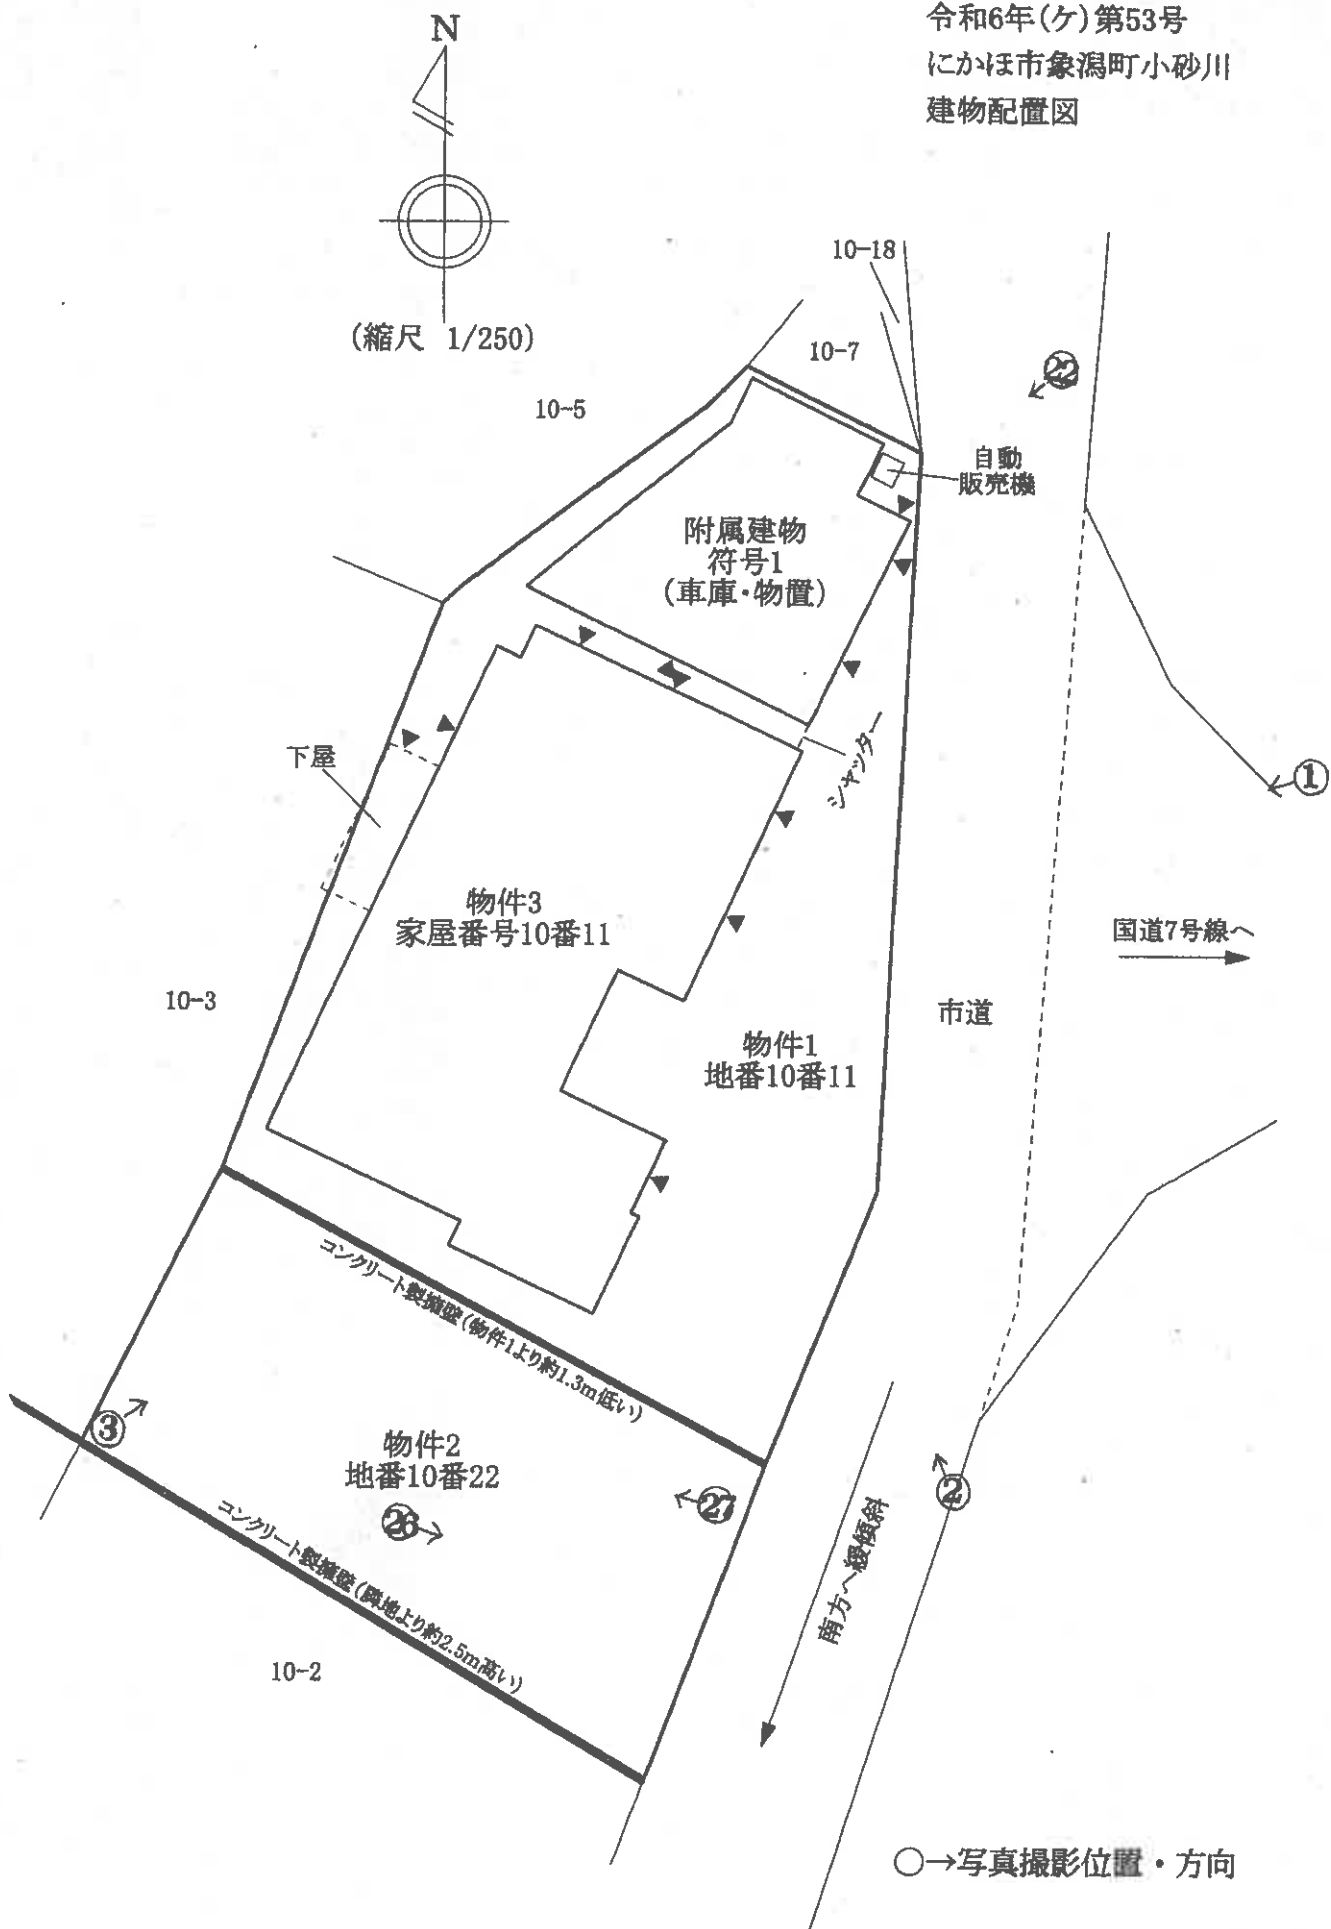 令和6年(ケ)第53号
にかほ市象潟町小砂川
建物配置図
N
(縮尺 1/250)
10-18
10-7
10-5
22
自動
販売機
附属建物
符号1
(車庫・物置)
シャッター
1
下屋
物件3
家屋番号10番11
国道7号線へ
10-3
市道
物件1
地番10番11
コンクリート製擁壁(物件1より約1.3m低い)
3
物件2
地番10番22
26
27
2
コンクリート製擁壁(隣地より約2.5m高い)
南方へ緩傾斜
10-2
○→写真撮影位置・方向